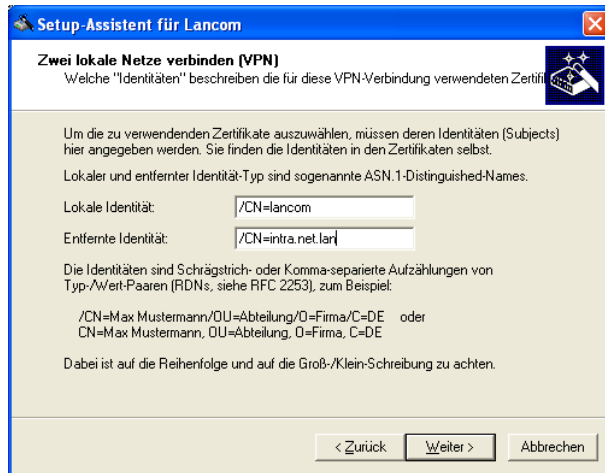 Setup-Assistent für Lancom
Zwei lokale Netze verbinden (VPN)
Welche "Identitäten" beschreiben die für diese VPN-Verbindung verwendeten Zertifi
Um die zu verwendenden Zertifikate auszuwählen, müssen deren Identitäten (Subjects)
hier angegeben werden. Sie finden die Identitäten in den Zertifikaten selbst.
Lokaler und entfernter Identität-Typ sind sogenannte ASN.1-Distinguished-Names.
Lokale Identität: /CN=lancom
Entfernte Identität: /CN=intra.net.lan
Die Identitäten sind Schrägstrich- oder Komma-separierte Aufzählungen von
Typ-/Wert-Paaren (RDNs, siehe RFC 2253), zum Beispiel:
/CN=Max Mustermann/OU=Abteilung/O=Firma/C=DE oder
CN=Max Mustermann, OU=Abteilung, O=Firma, C=DE
Dabei ist auf die Reihenfolge und auf die Groß-/Klein-Schreibung zu achten.
< Zurück Weiter > Abbrechen